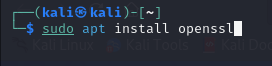 ┌──(kali㉿kali)-[~]
└─$ sudo apt install openssl